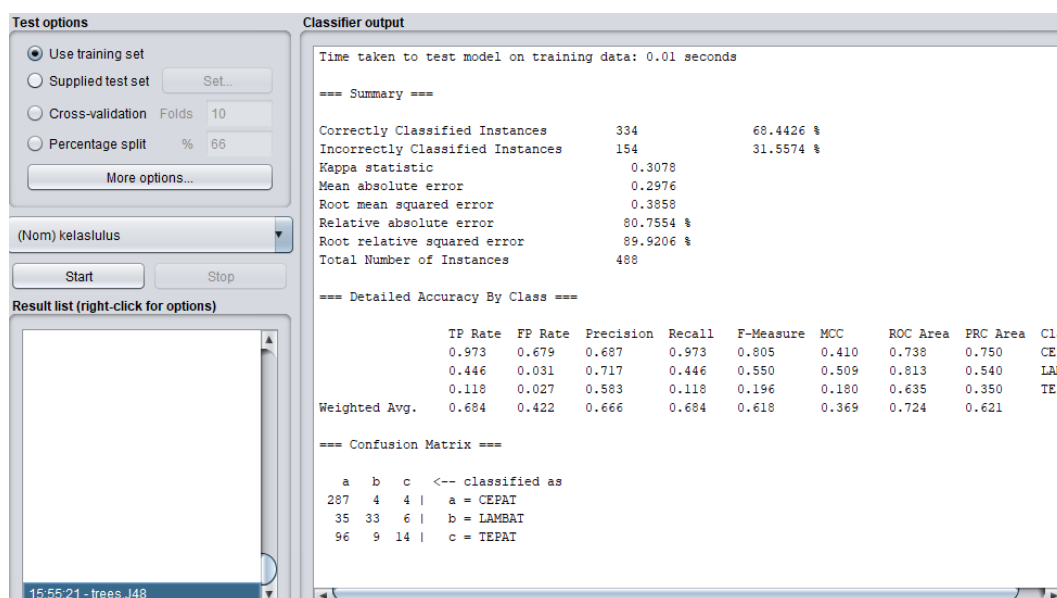 Test options
Use training set
Supplied test set Set...
Cross-validation Folds 10
Percentage split % 66
More options...
(Nom) kelaslulus
Start Stop
Result list (right-click for options)
15:55:21 - trees.J48
Classifier output
Time taken to test model on training data: 0.01 seconds
=== Summary ===
Correctly Classified Instances 334 68.4426 %
Incorrectly Classified Instances 154 31.5574 %
Kappa statistic 0.3078
Mean absolute error 0.2976
Root mean squared error 0.3858
Relative absolute error 80.7554 %
Root relative squared error 89.9206 %
Total Number of Instances 488
=== Detailed Accuracy By Class ===
TP Rate FP Rate Precision Recall F-Measure MCC ROC Area PRC Area Cl
0.973 0.679 0.687 0.973 0.805 0.410 0.738 0.750 CE
0.446 0.031 0.717 0.446 0.550 0.509 0.813 0.540 LA
0.118 0.027 0.583 0.118 0.196 0.180 0.635 0.350 TE
Weighted Avg. 0.684 0.422 0.666 0.684 0.618 0.369 0.724 0.621
=== Confusion Matrix ===
a b c <-- classified as
287 4 4 | a = CEPAT
35 33 6 | b = LAMBAT
96 9 14 | c = TEPAT